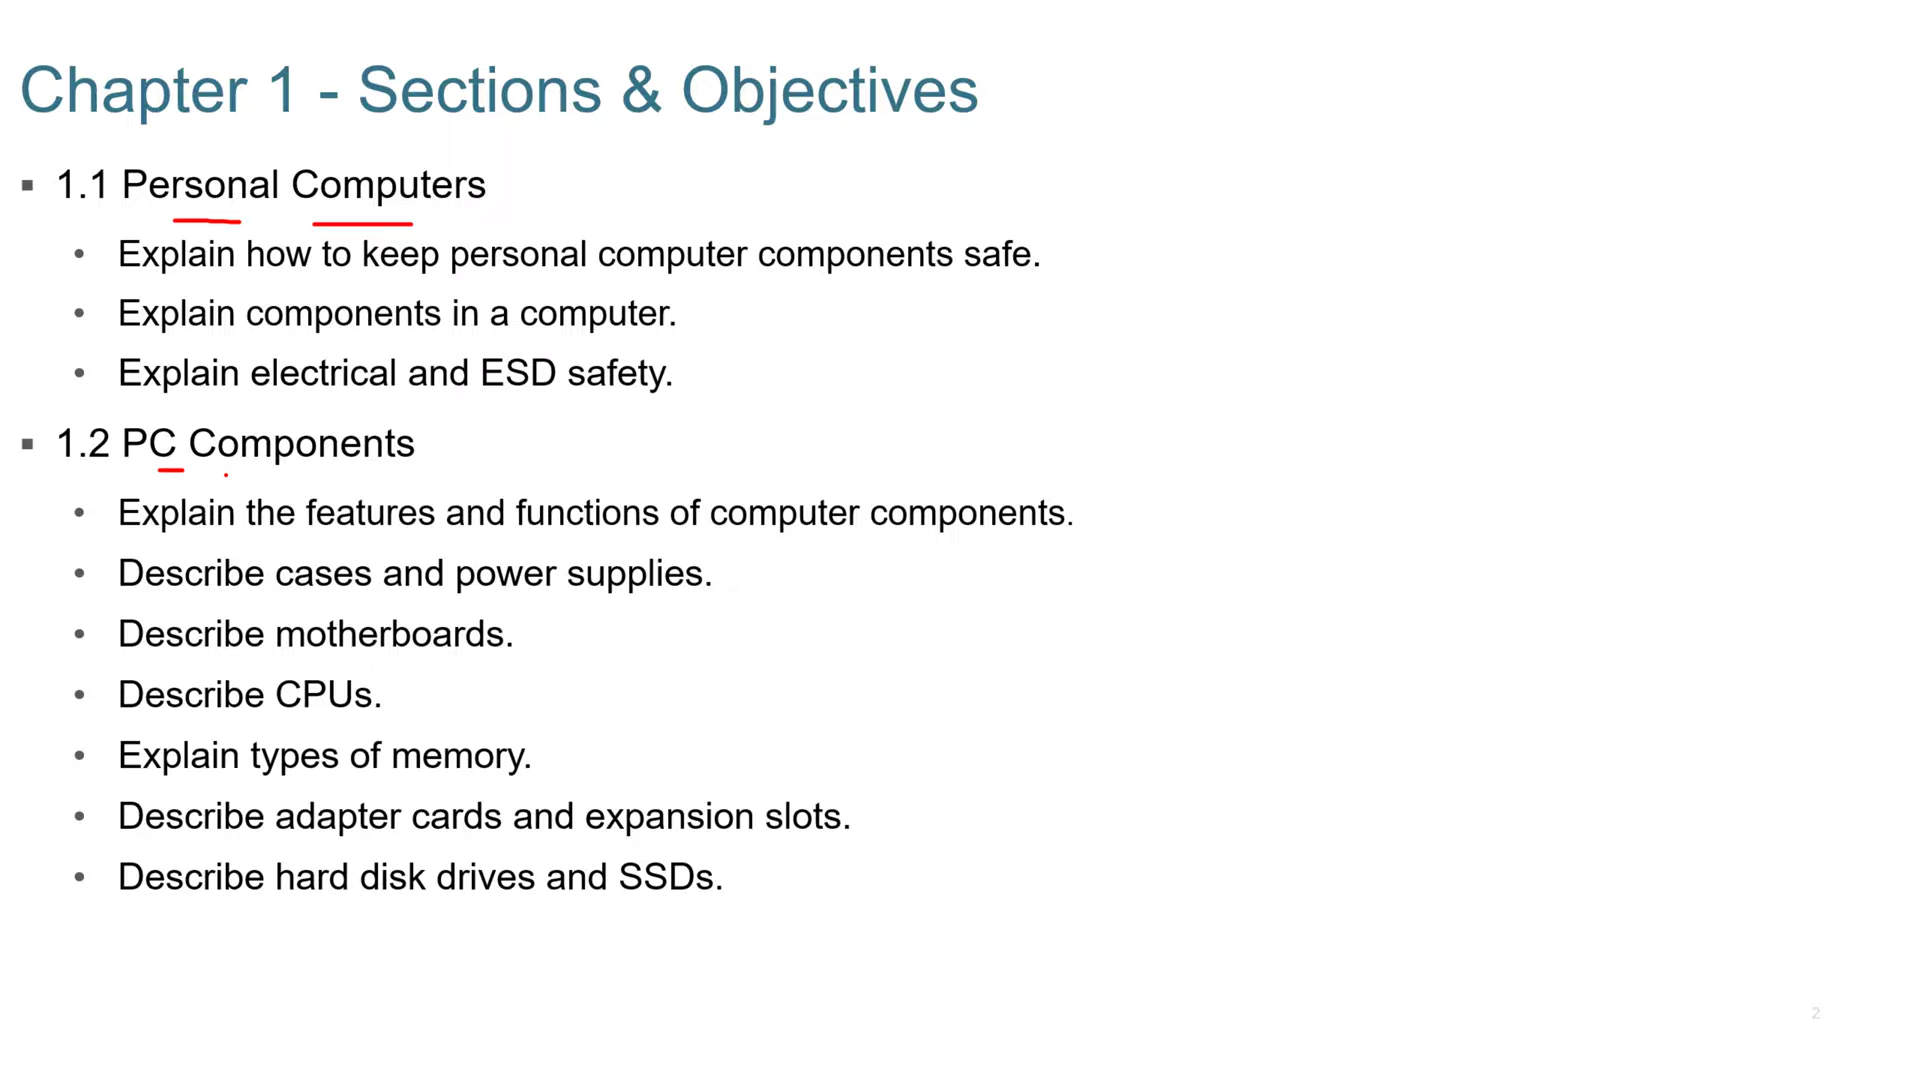 Chapter 1 - Sections & Objectives
▪ 1.1 Personal Computers
• Explain how to keep personal computer components safe.
• Explain components in a computer.
• Explain electrical and ESD safety.
▪ 1.2 PC Components
• Explain the features and functions of computer components.
• Describe cases and power supplies.
• Describe motherboards.
• Describe CPUs.
• Explain types of memory.
• Describe adapter cards and expansion slots.
• Describe hard disk drives and SSDs.
2